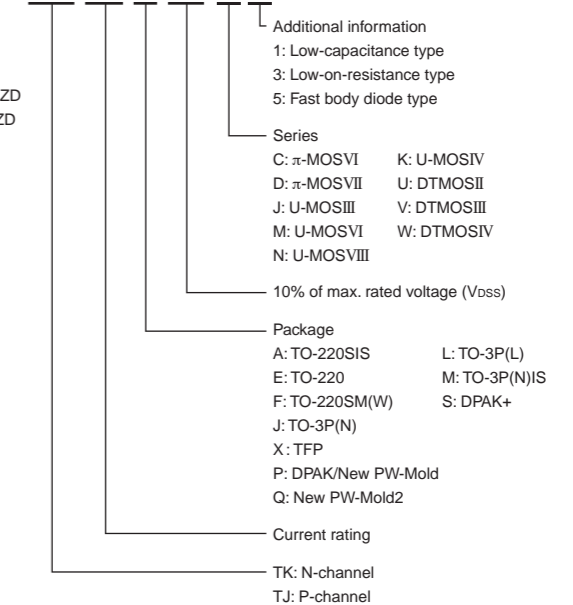 Additional information
1: Low-capacitance type
3: Low-on-resistance type
5: Fast body diode type
ZD
ZD
Series
C: π-MOSⅥ K: U-MOSⅣ
D: π-MOSⅦ U: DTMOSⅡ
J: U-MOSⅢ V: DTMOSⅢ
M: U-MOSⅥ W: DTMOSⅣ
N: U-MOSⅧ
10% of max. rated voltage (VDSS)
Package
A: TO-220SIS L: TO-3P(L)
E: TO-220 M: TO-3P(N)IS
F: TO-220SM(W) S: DPAK+
J: TO-3P(N)
X : TFP
P: DPAK/New PW-Mold
Q: New PW-Mold2
Current rating
TK: N-channel
TJ: P-channel